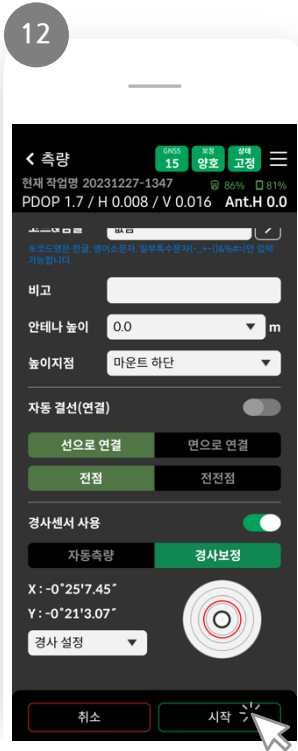 12
측량
GNSS 보정 상태
15 양호 고정
현재 작업명 20231227-1347 86% 81%
PDOP 1.7 / H 0.008 / V 0.016 Ant.H 0.0
없음
※코드명은 한글, 영어소문자, 일부특수문자(-_+~()&%#=)만 입력
가능합니다.
비고
안테나 높이 0.0 m
높이지점 마운트 하단
자동 결선(연결)
선으로 연결 면으로 연결
전점 전전점
경사센서 사용
자동측량 경사보정
X : -0˚25'7.45˝
Y : -0˚21'3.07˝
경사 설정
취소 시작